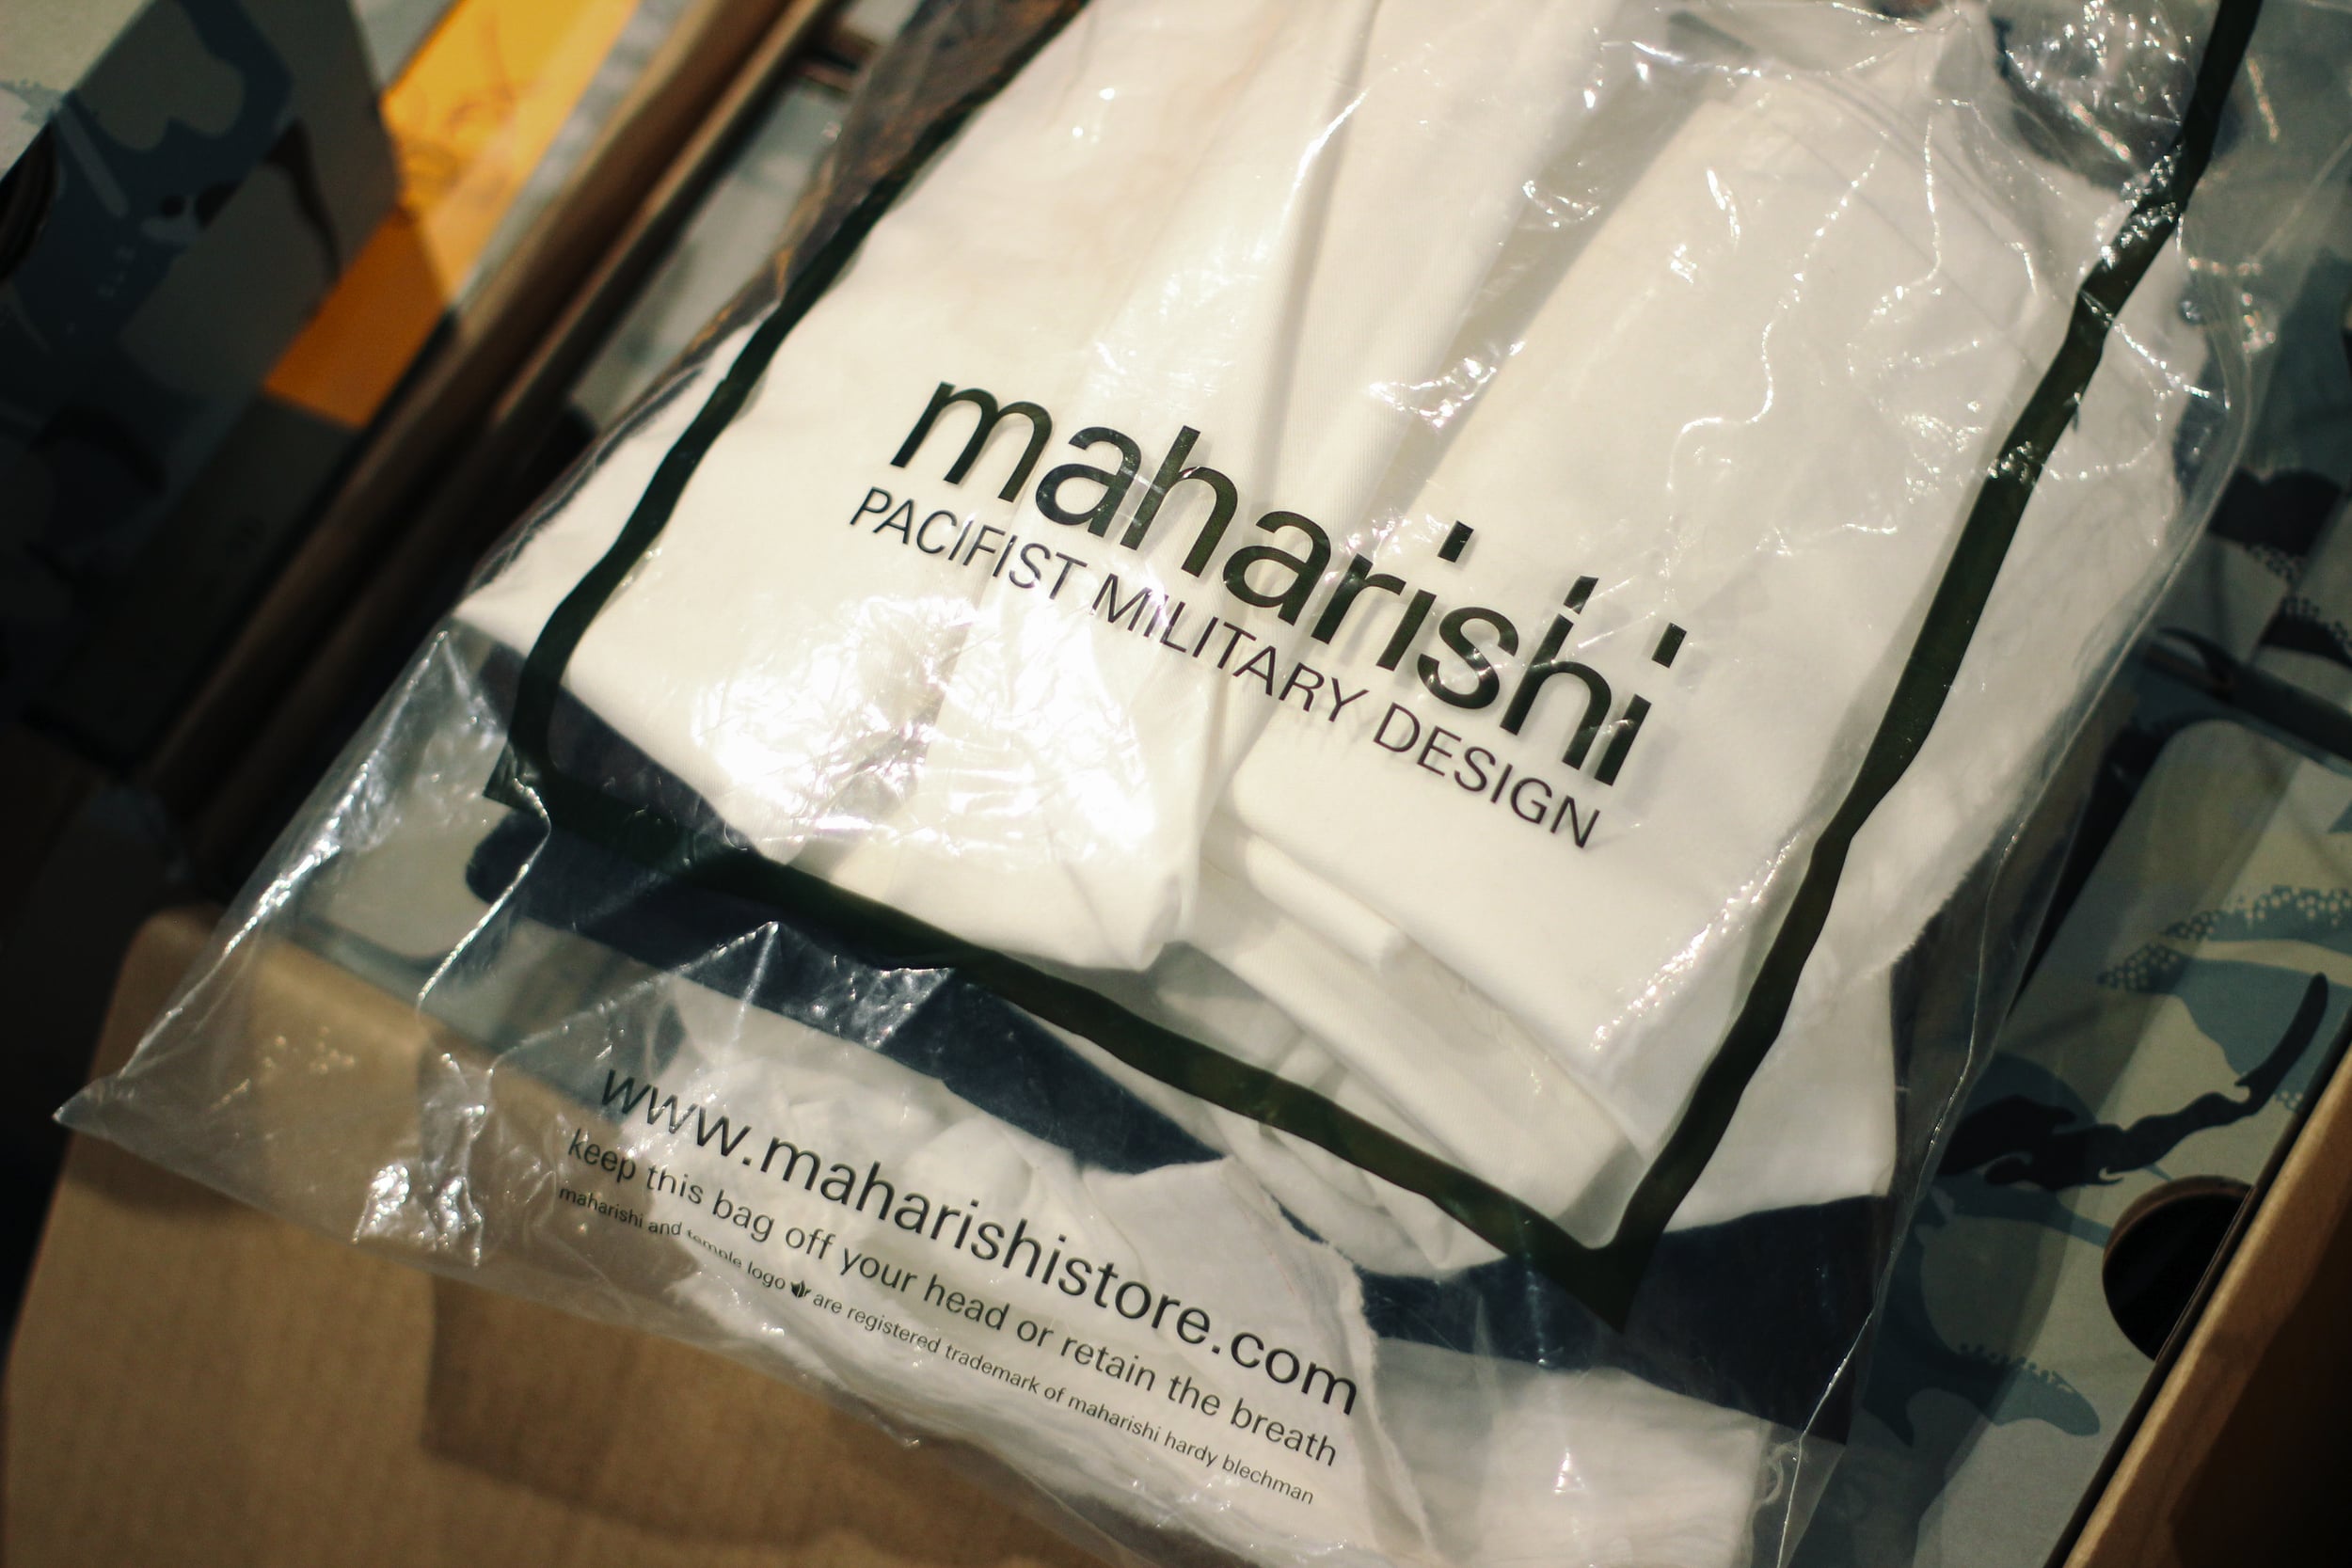 maharishi
PACIFIST MILITARY DESIGN
www.maharishistore.com
keep this bag off your head or retain the breath
maharishi and temple logo are registered trademark of maharishi hardy blechman